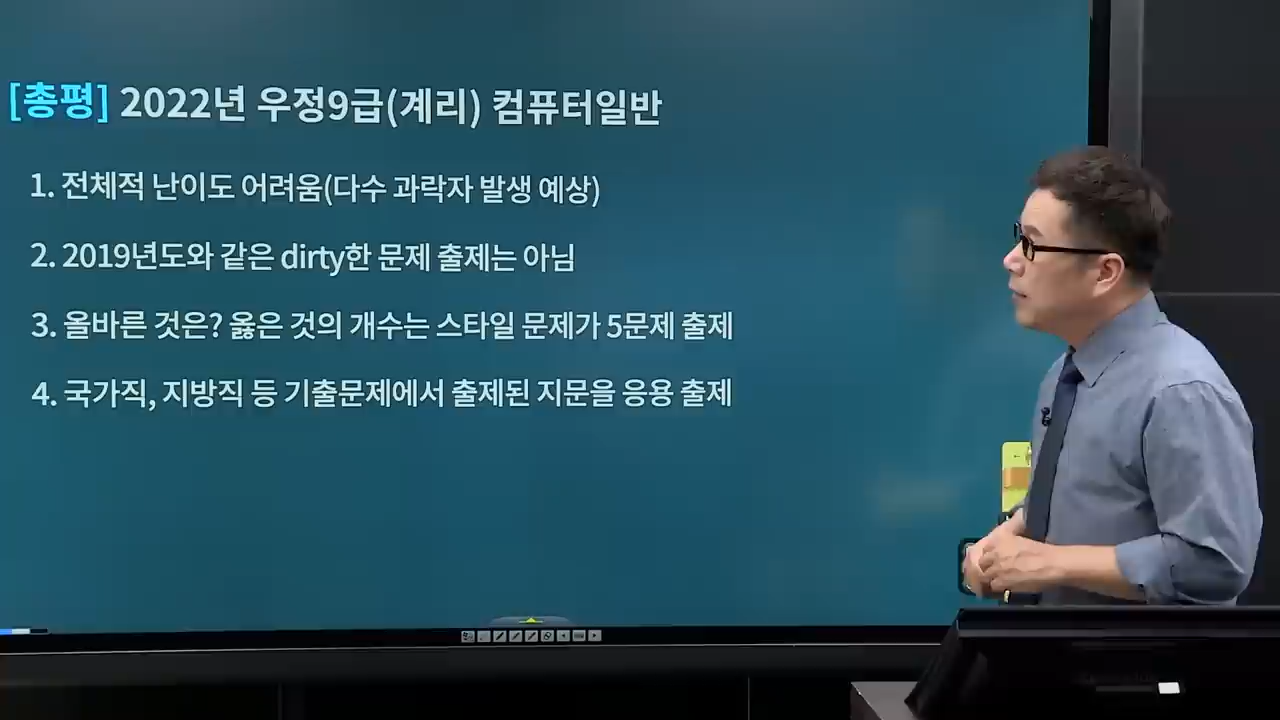 [총평] 2022년 우정9급(계리) 컴퓨터일반
1. 전체적 난이도 어려움(다수 과락자 발생 예상)
2. 2019년도와 같은 dirty한 문제 출제는 아님
3. 올바른 것은? 옳은 것의 개수는 스타일 문제가 5문제 출제
4. 국가직, 지방직 등 기출문제에서 출제된 지문을 응용 출제